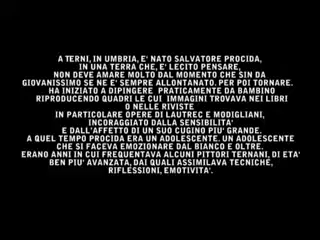 A TERNI, IN UMBRIA, E' NATO SALVATORE PROCIDA,
IN UNA TERRA CHE, E' LECITO PENSARE,
NON DEVE AMARE MOLTO DAL MOMENTO CHE SIN DA
GIOVANISSIMO SE NE E' SEMPRE ALLONTANATO, PER POI TORNARE.
HA INIZIATO A DIPINGERE PRATICAMENTE DA BAMBINO
RIPRODUCENDO QUADRI LE CUI IMMAGINI TROVAVA NEI LIBRI
O NELLE RIVISTE
IN PARTICOLARE OPERE DI LAUTREC E MODIGLIANI,
INCORAGGIATO DALLA SENSIBILITA'
E DALL'AFFETTO DI UN SUO CUGINO PIU' GRANDE.
A QUEL TEMPO PROCIDA ERA UN ADOLESCENTE. UN ADOLESCENTE
CHE SI FACEVA EMOZIONARE DAL BIANCO E OLTRE.
ERANO ANNI IN CUI FREQUENTAVA ALCUNI PITTORI TERNANI, DI ETA'
BEN PIU' AVANZATA, DAI QUALI ASSIMILAVA TECNICHE,
RIFLESSIONI, EMOTIVITA'.